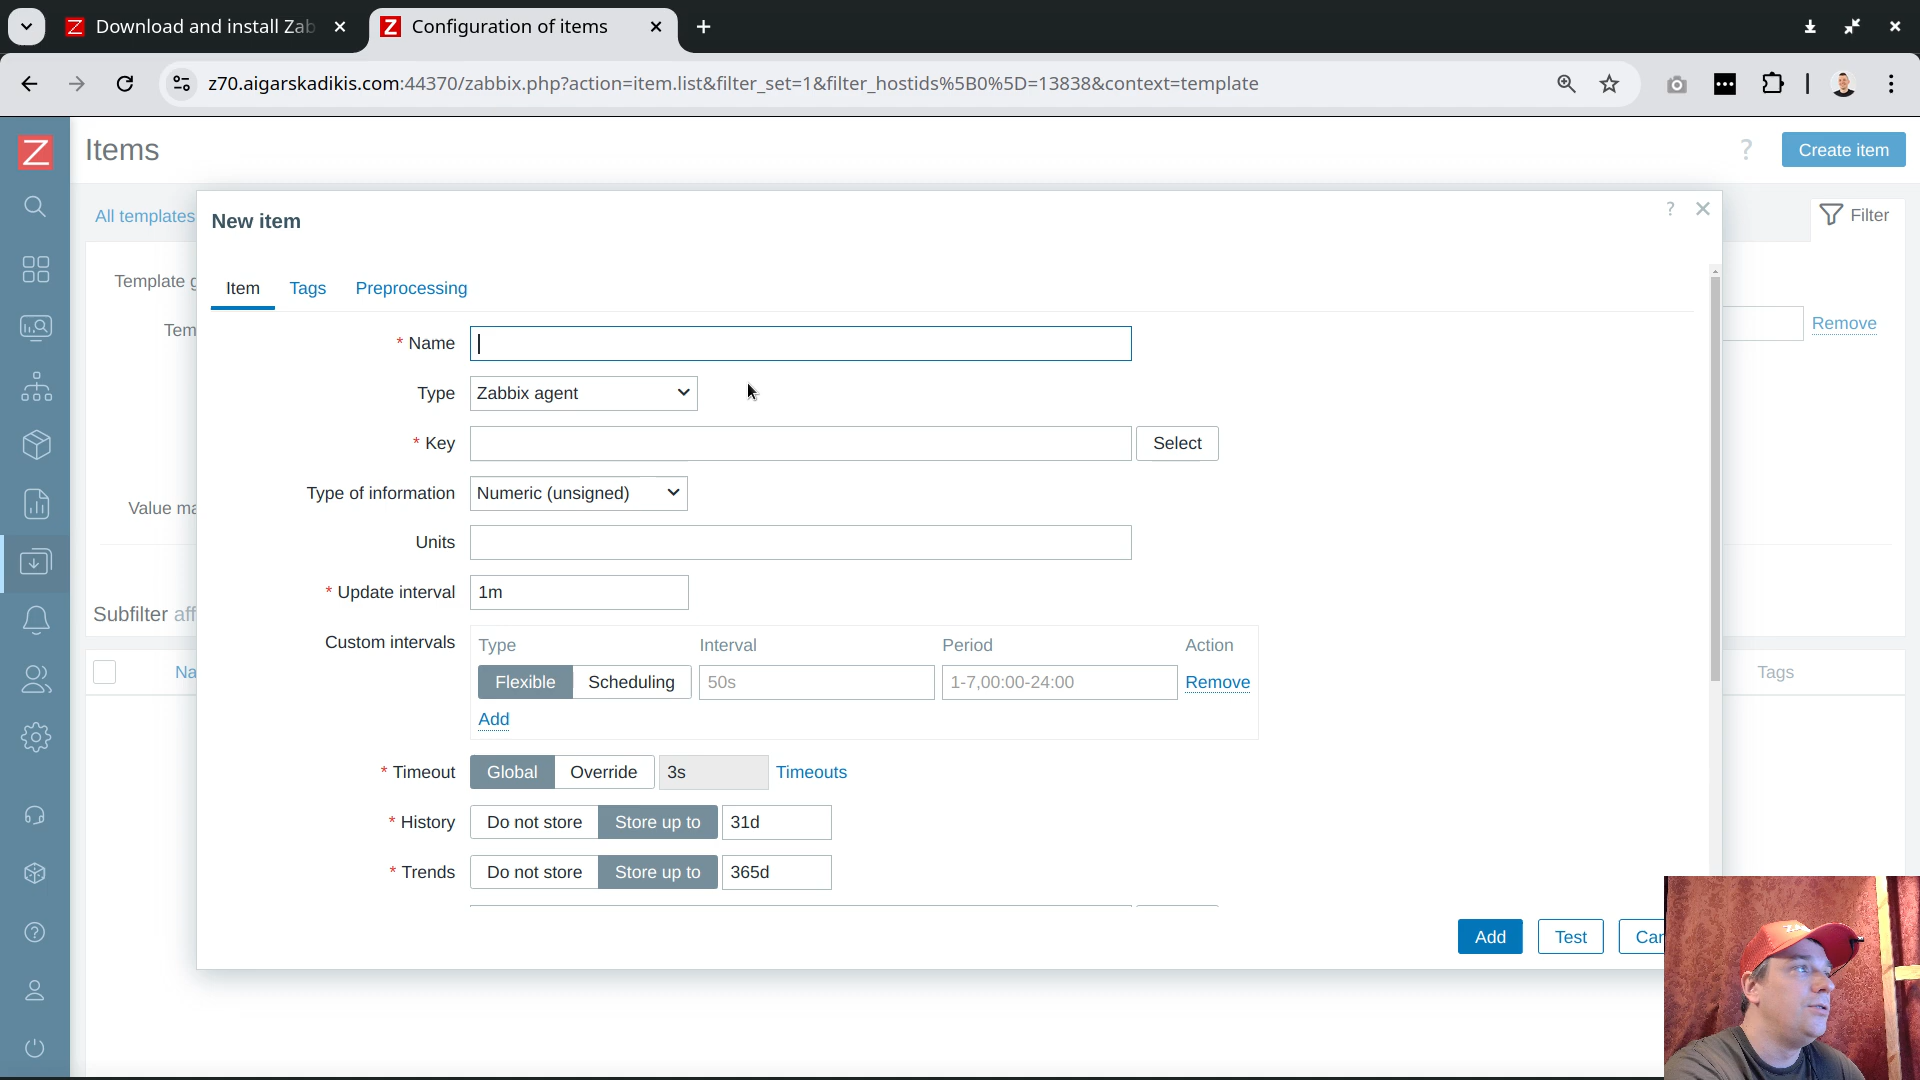 Download and install Zab
Configuration of items
z70.aigarskadikis.com:44370/zabbix.php?action=item.list&filter_set=1&filter_hostids%5B0%5D=13838&context=template
Z
Items
?
Create item
All templates
Filter
Template g
Tem
Remove
Value ma
Subfilter aff
Na
Tags
New item
?
Item Tags Preprocessing
* Name
Type Zabbix agent
* Key Select
Type of information Numeric (unsigned)
Units
* Update interval 1m
Custom intervals Type Interval Period Action
Flexible Scheduling 50s 1-7,00:00-24:00 Remove
Add
* Timeout Global Override 3s Timeouts
* History Do not store Store up to 31d
* Trends Do not store Store up to 365d
Add Test Can